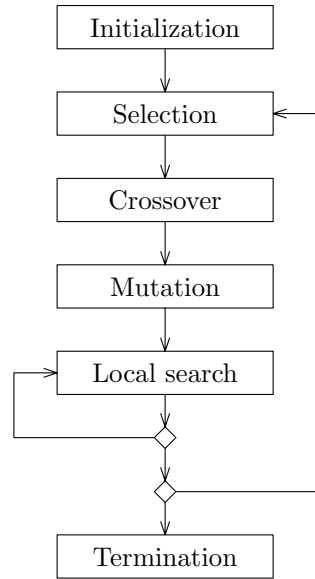 Initialization
Selection
Crossover
Mutation
Local search
Termination